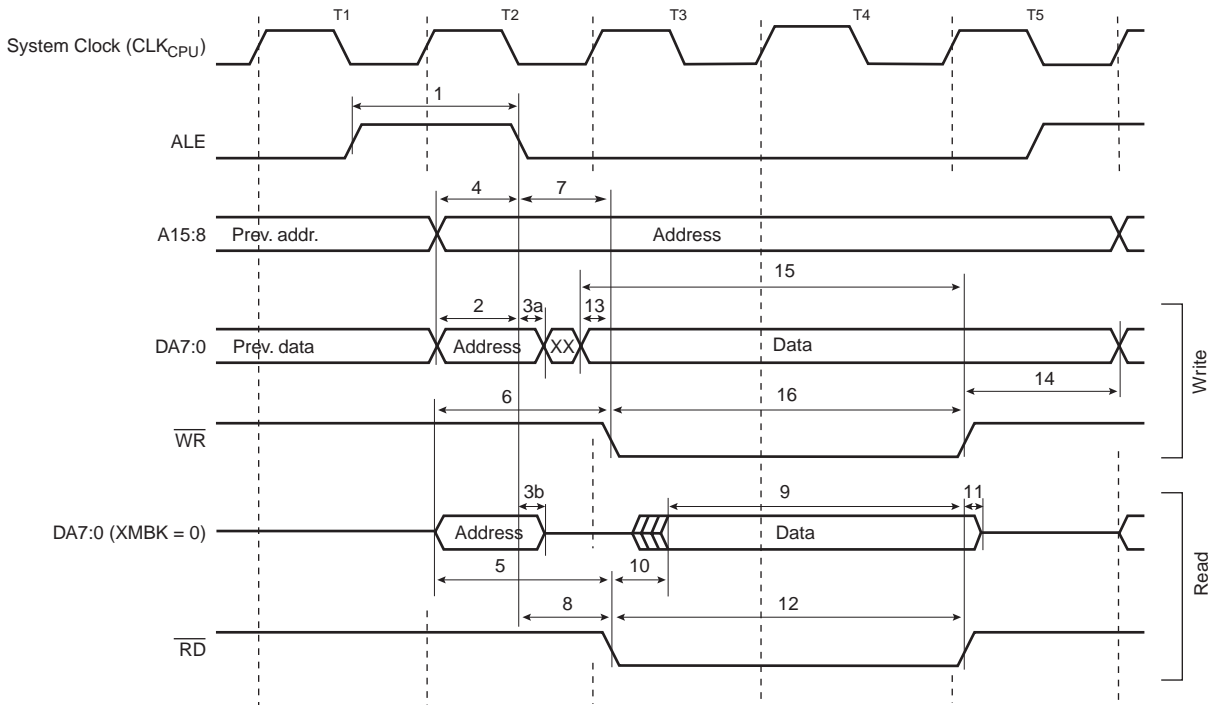 T1 T2 T3 T4 T5
System Clock (CLKCPU)
1
ALE
4 7
A15:8 Prev. addr. Address
15
2 3a 13
DA7:0 Prev. data Address XX Data
14
Write
6 16
WR
3b 9 11
DA7:0 (XMBK = 0) Address Data
5 10
Read
8 12
RD